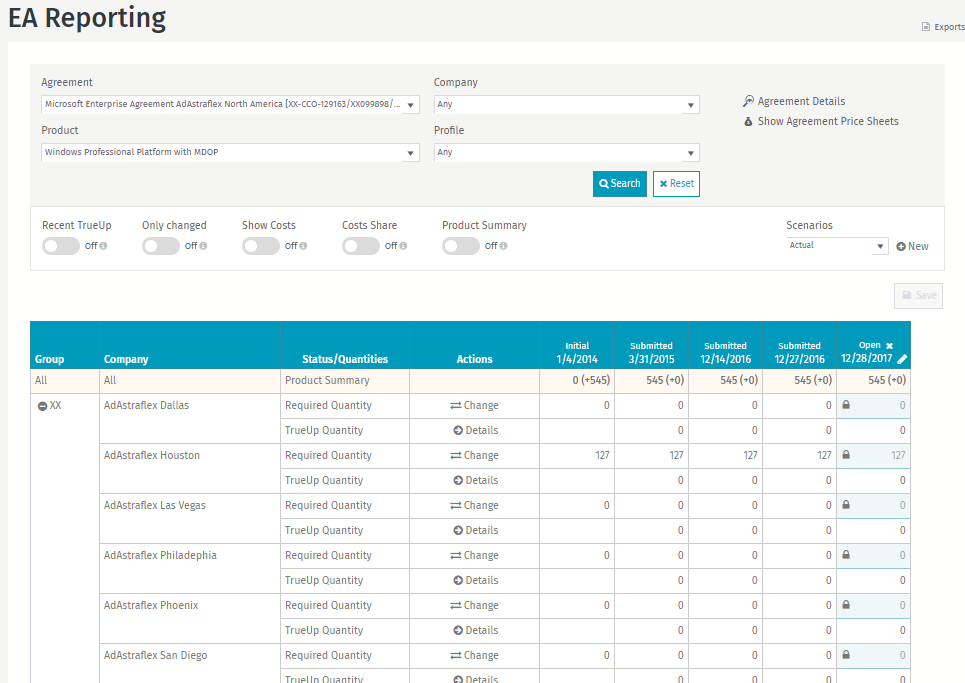 EA Reporting
Exports
Agreement
Company
Microsoft Enterprise Agreement AdAstraflex North America [XX-CCO-129163/XX099898/...
Any
Agreement Details
Show Agreement Price Sheets
Product
Profile
Windows Professional Platform with MDOP
Any
Search
Reset
Recent TrueUp
Only changed
Show Costs
Costs Share
Product Summary
Scenarios
Off
Off
Off
Off
Off
Actual
New
Save
Group Company Status/Quantities Actions Initial 1/4/2014 Submitted 3/31/2015 Submitted 12/14/2016 Submitted 12/27/2016 Open 12/28/2017
All All Product Summary 0 (+545) 545 (+0) 545 (+0) 545 (+0) 545 (+0)
XX AdAstraflex Dallas Required Quantity Change 0 0 0 0 0
TrueUp Quantity Details 0 0 0 0
AdAstraflex Houston Required Quantity Change 127 127 127 127 127
TrueUp Quantity Details 0 0 0 0
AdAstraflex Las Vegas Required Quantity Change 0 0 0 0 0
TrueUp Quantity Details 0 0 0 0
AdAstraflex Philadephia Required Quantity Change 0 0 0 0 0
TrueUp Quantity Details 0 0 0 0
AdAstraflex Phoenix Required Quantity Change 0 0 0 0 0
TrueUp Quantity Details 0 0 0 0
AdAstraflex San Diego Required Quantity Change 0 0 0 0 0
TrueUp Quantity Details 0 0 0 0